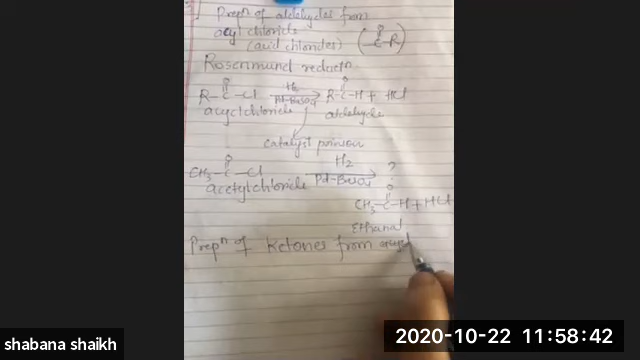 Prepn of aldehydes from
acyl chloride
(acid chlorides)
O
-C-R
Rosenmund reductn
O
R-C-Cl H2 Pd-BaSO4 R-C-H + HCl
acyl chloride aldehyde
catalyst poison
O
CH3-C-Cl H2 Pd-BaSO4 ?
acetylchloride
O
CH3-C-H + HCl
Ethanal
Prepn of Ketones from acyl
shabana shaikh
2020-10-22 11:58:42